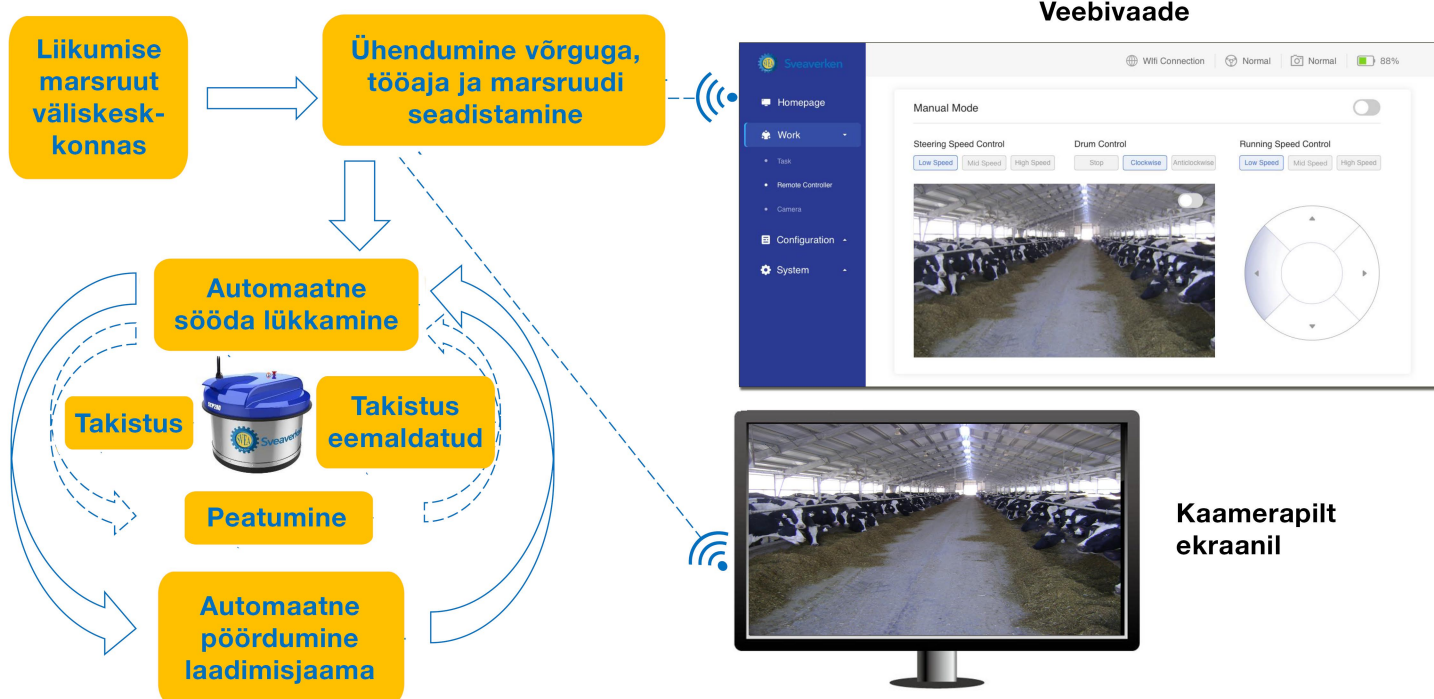 Liikumise
marsruut
väliskesk-
konnas
Ühendumine võrguga,
tööaja ja marsruudi
seadistamine
Automaatne
sööda lükkamine
Takistus
Takistus
eemaldatud
SVEA
Sveaverken
Peatumine
Automaatne
pöördumine
laadimisjaama
Veebivaade
Sveaverken
WIfi Connection
Normal
Normal
88%
Homepage
Work
Task
Remote Controller
Camera
Configuration
System
Manual Mode
Steering Speed Control
Low Speed Mid Speed High Speed
Drum Control
Stop Clockwise Anticlockwise
Running Speed Control
Low Speed Mid Speed High Speed
Kaamerapilt
ekraanil